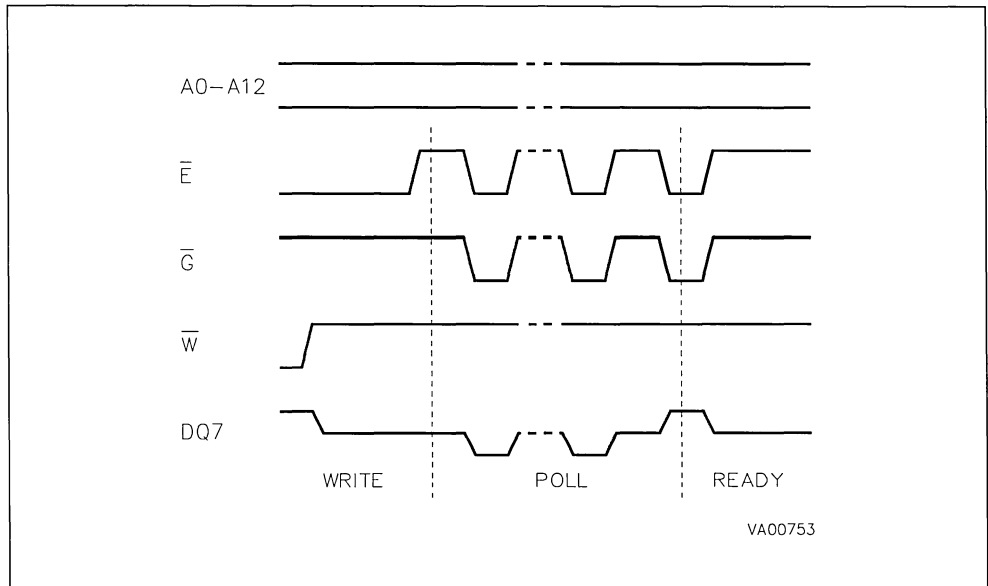 A0-A12
E̅
G̅
W̅
DQ7
WRITE POLL READY
VA00753